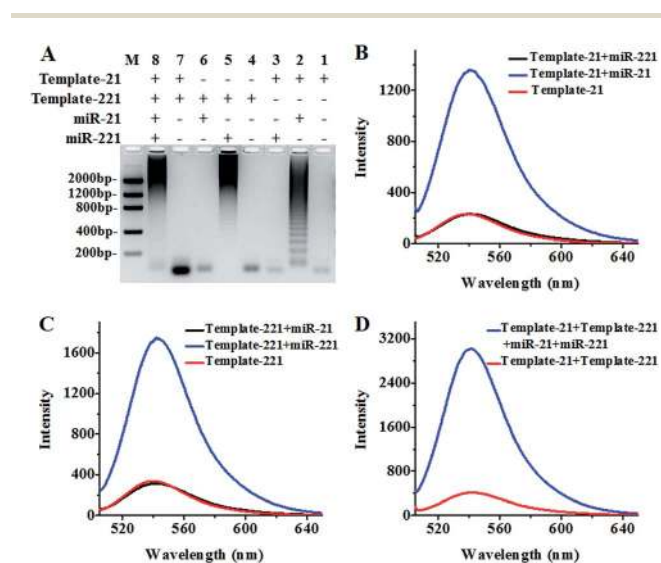 A
M 8 7 6 5 4 3 2 1
Template-21 + + - - - + + +
Template-221 + + + + + - - -
miR-21 + - + - - - + -
miR-221 + - - + - + - -
2000bp-
1200bp-
800bp-
400bp-
200bp-
B
Template-21+miR-221
Template-21+miR-21
Template-21
Intensity
1200
800
400
0
520 560 600 640
Wavelength (nm)
C
Template-221+miR-21
Template-221+miR-221
Template-221
Intensity
1600
1200
800
400
0
520 560 600 640
Wavelength (nm)
D
Template-21+Template-221
+miR-21+miR-221
Template-21+Template-221
Intensity
3200
2400
1600
800
0
520 560 600 640
Wavelength (nm)